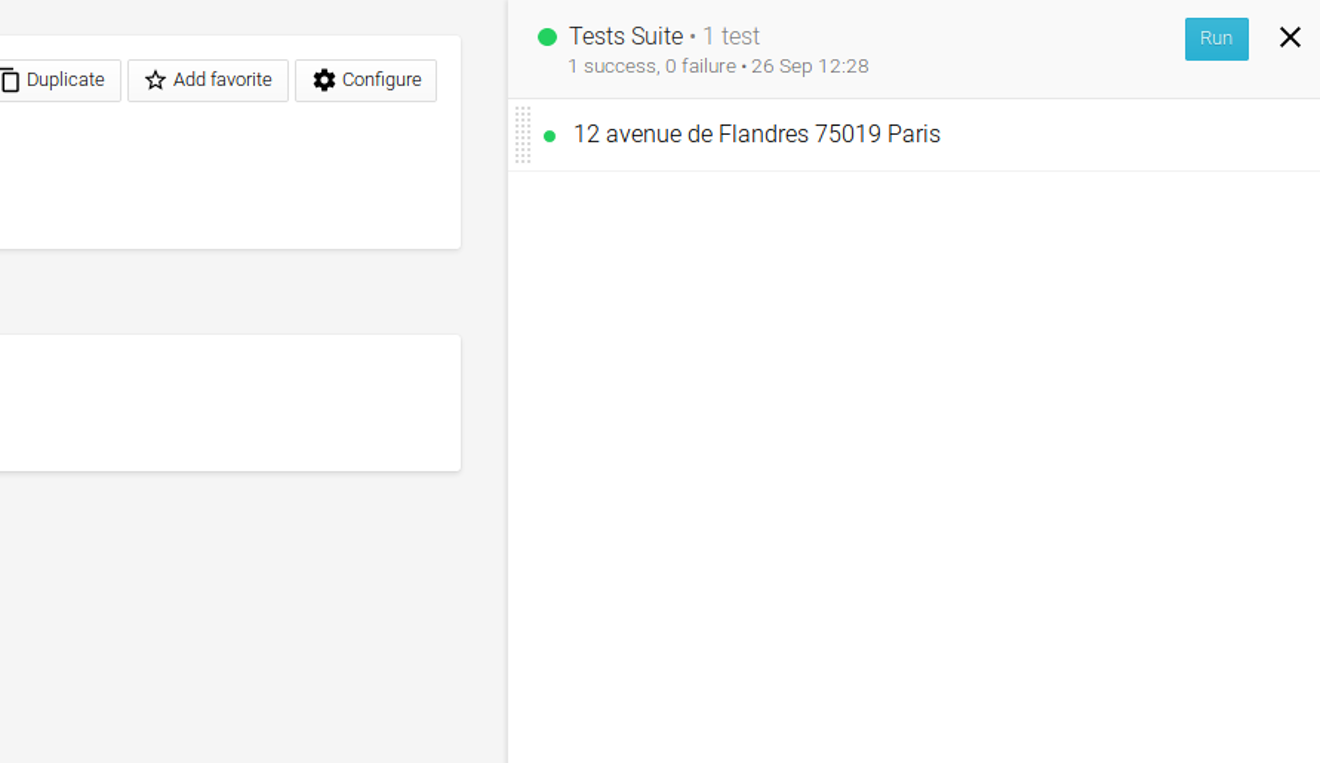 Duplicate
Add favorite
Configure
Tests Suite • 1 test
1 success, 0 failure • 26 Sep 12:28
Run
12 avenue de Flandres 75019 Paris